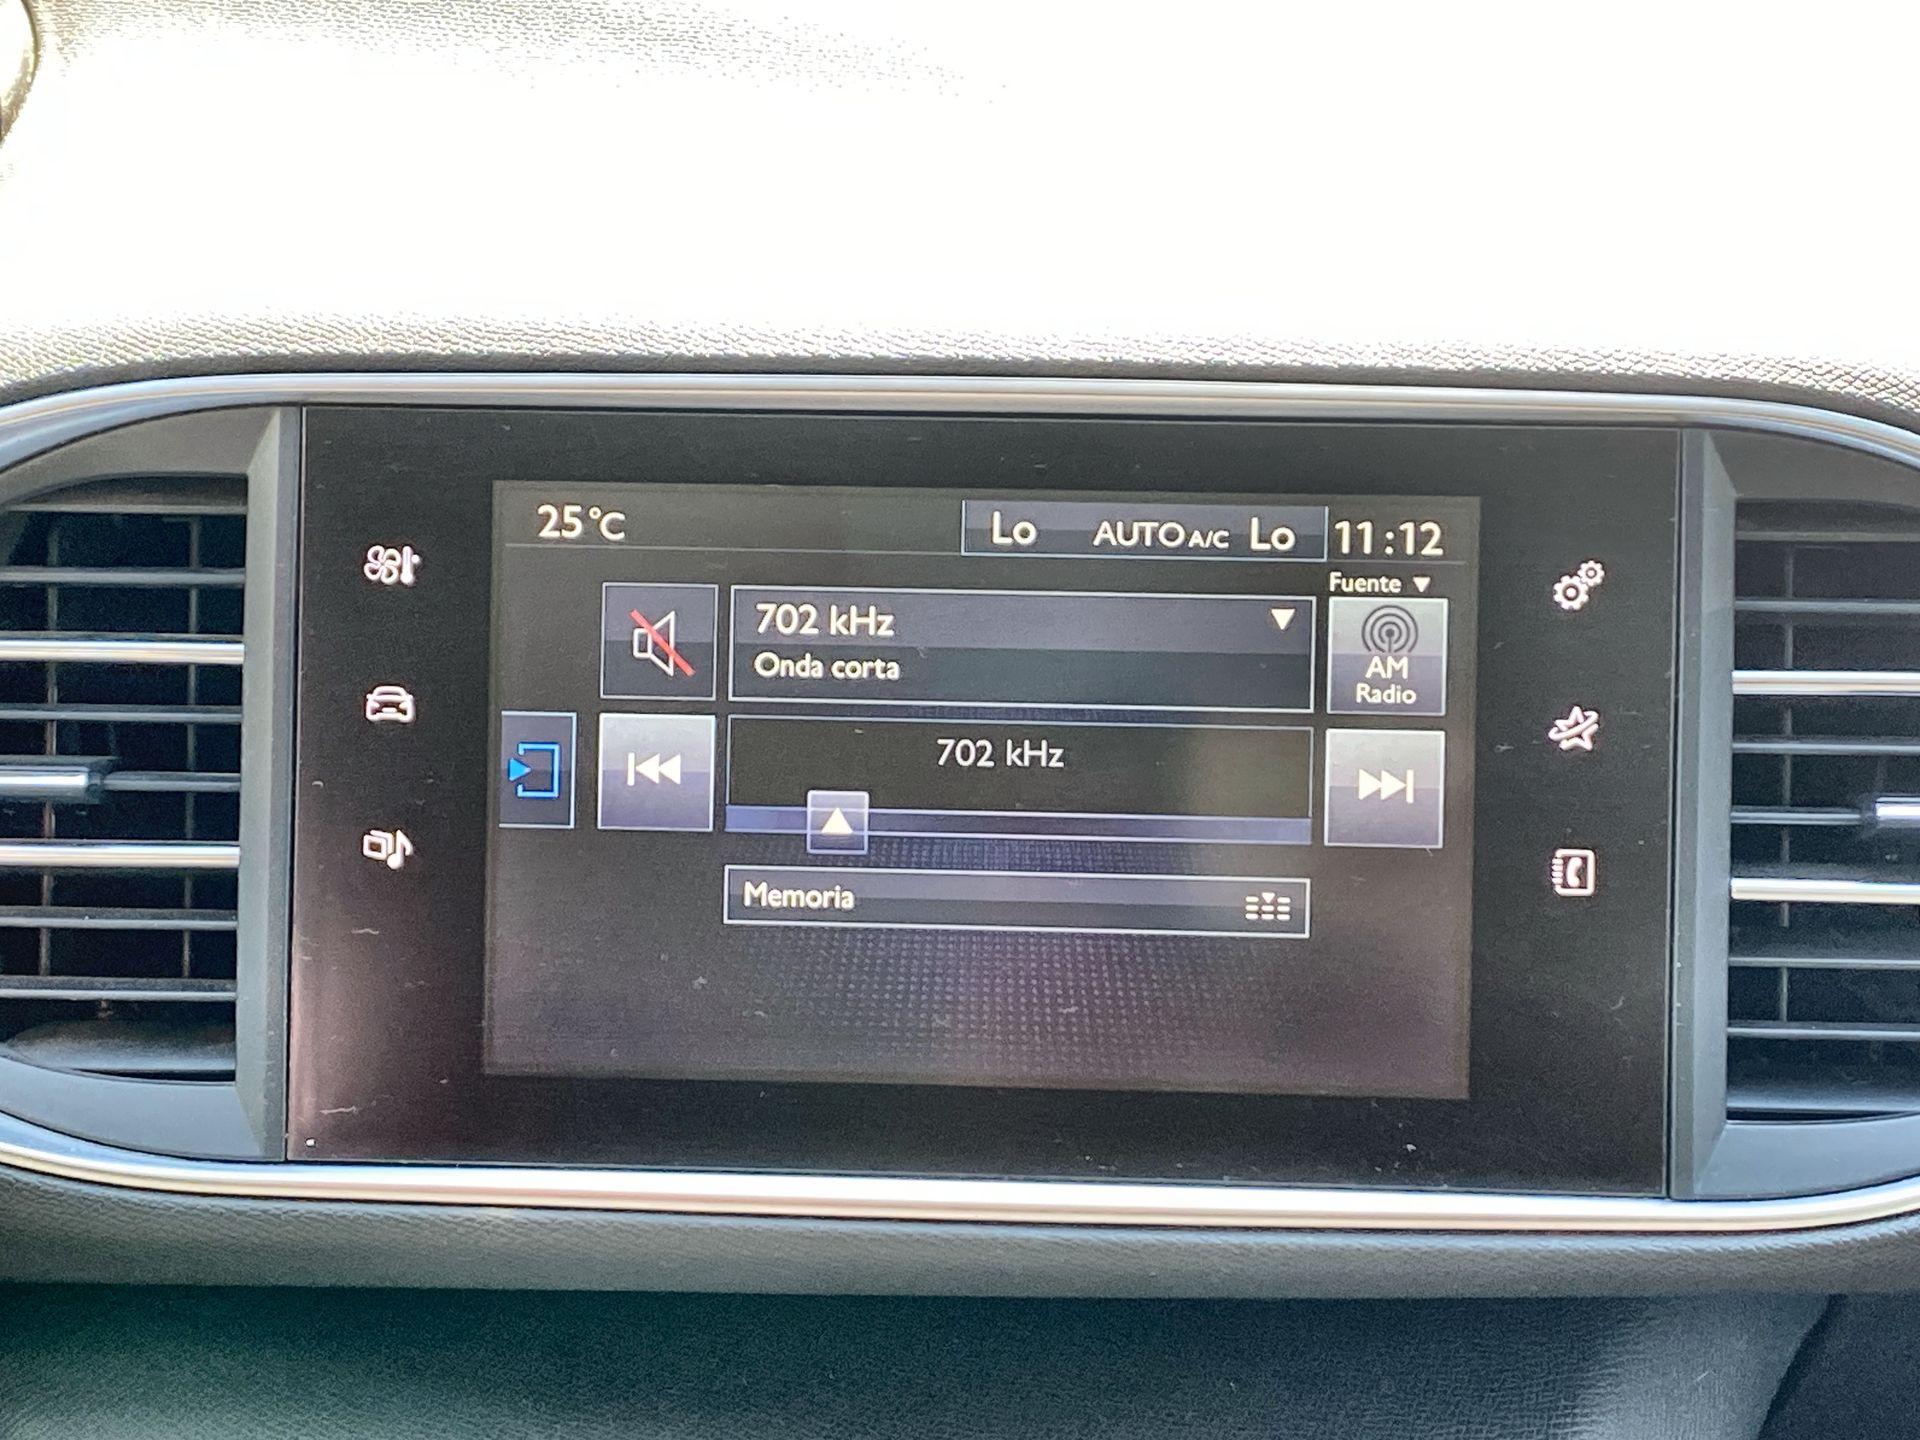 25°C
Lo AUTO A/C Lo 11:12
Fuente
702 kHz
Onda corta
AM
Radio
702 kHz
Memoria